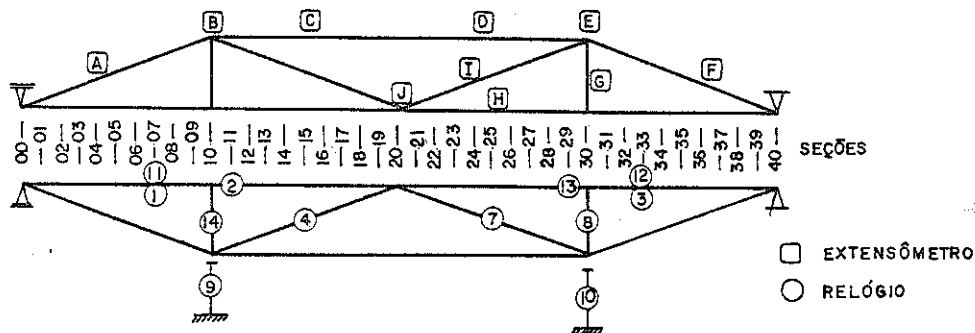 B C D E
A I G F
J H
00 01 02 03 04 05 06 07 08 09 10 11 12 13 14 15 16 17 18 19 20 21 22 23 24 25 26 27 28 29 30 31 32 33 34 35 36 37 38 39 40 SEÇÕES
11 12
1 2 13 3
14 4 7 8
EXTENSÔMETRO
9 10 RELÓGIO